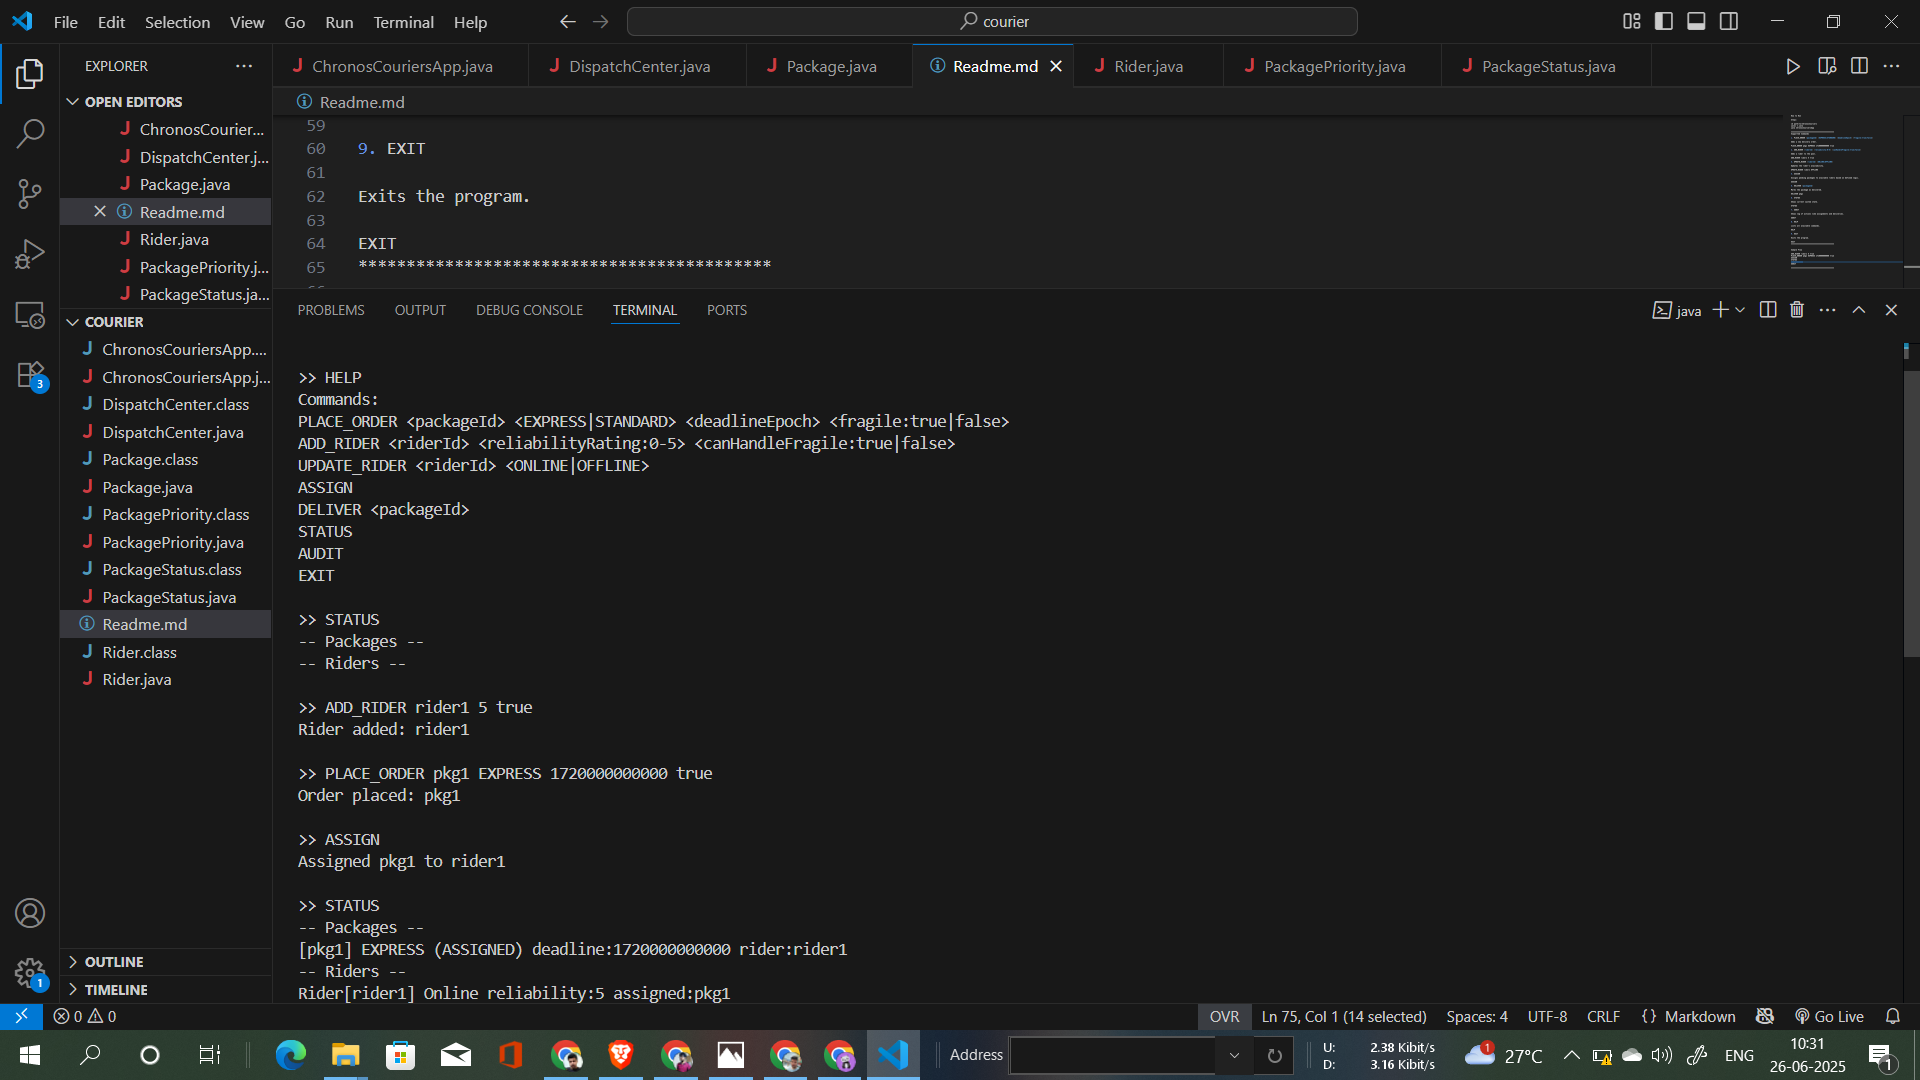 File Edit Selection View Go Run Terminal Help
courier
EXPLORER
OPEN EDITORS
ChronosCourier...
DispatchCenter.j...
Package.java
Readme.md
Rider.java
PackagePriority.j...
PackageStatus.ja...
COURIER
ChronosCouriersApp....
ChronosCouriersApp.j...
DispatchCenter.class
DispatchCenter.java
Package.class
Package.java
PackagePriority.class
PackagePriority.java
PackageStatus.class
PackageStatus.java
Readme.md
Rider.class
Rider.java
OUTLINE
TIMELINE
3
1
ChronosCouriersApp.java DispatchCenter.java Package.java Readme.md Rider.java PackagePriority.java PackageStatus.java
Readme.md
59
60 9. EXIT
61
62 Exits the program.
63
64 EXIT
65 *******************************************
PROBLEMS OUTPUT DEBUG CONSOLE TERMINAL PORTS
java
>> HELP
Commands:
PLACE_ORDER <packageId> <EXPRESS|STANDARD> <deadlineEpoch> <fragile:true|false>
ADD_RIDER <riderId> <reliabilityRating:0-5> <canHandleFragile:true|false>
UPDATE_RIDER <riderId> <ONLINE|OFFLINE>
ASSIGN
DELIVER <packageId>
STATUS
AUDIT
EXIT
>> STATUS
-- Packages --
-- Riders --
>> ADD_RIDER rider1 5 true
Rider added: rider1
>> PLACE_ORDER pkg1 EXPRESS 1720000000000 true
Order placed: pkg1
>> ASSIGN
Assigned pkg1 to rider1
>> STATUS
-- Packages --
[pkg1] EXPRESS (ASSIGNED) deadline:1720000000000 rider:rider1
-- Riders --
Rider[rider1] Online reliability:5 assigned:pkg1
0 0 OVR Ln 75, Col 1 (14 selected) Spaces: 4 UTF-8 CRLF {} Markdown Go Live
Address
U: 2.38 Kibit/s
D: 3.16 Kibit/s
1
27°C
ENG
10:31
26-06-2025
1